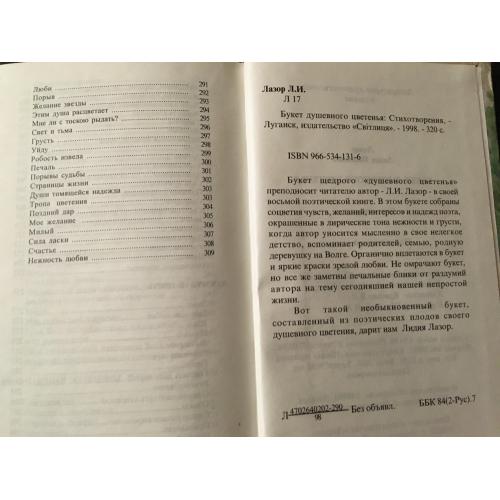 Люби 291
Порыв 292
Желание звезды 293
Этим душа расцветает 294
Мне ли с тоскою рыдать? 295
Свет и тьма 296
Грусть 297
Уйду 298
Робость извела 299
Печаль 300
Порывы судьбы 301
Страницы жизни 302
Души томящейся надежда 303
Тропа цветения 303
Поздний дар 304
Мое желание 305
Милый 307
Сила ласки 308
Счастье 308
Нежность любви 309
Лазор Л.И.
Л 17
Букет душевного цветенья: Стихотворения, -
Луганск, издательство «Світлиця». - 1998. - 320 с.
ISBN 966-534-131-6
Букет щедрого «душевного цветенья»
преподносит читателю автор - Л.И. Лазор - в своей
восьмой поэтической книге. В этом букете собраны
соцветия чувств, желаний, интересов и надежд поэта,
окрашенные в лирические тона нежности и грусти,
когда автор уносится мысленно в свое нелегкое
детство, вспоминает родителей, семью, родную
деревушку на Волге. Органично вплетаются в букет
и яркие краски зрелой любви. Не омрачают букет,
но все же заметны печальные блики от раздумий
автора на тему сегодняшней нашей непростой
жизни.
Вот такой необыкновенный букет,
составленный из поэтических плодов своего
душевного цветения, дарит нам Лидия Лазор.
Л 4702640202-290 Без объявл. ББК 84(2-Рус).7
98